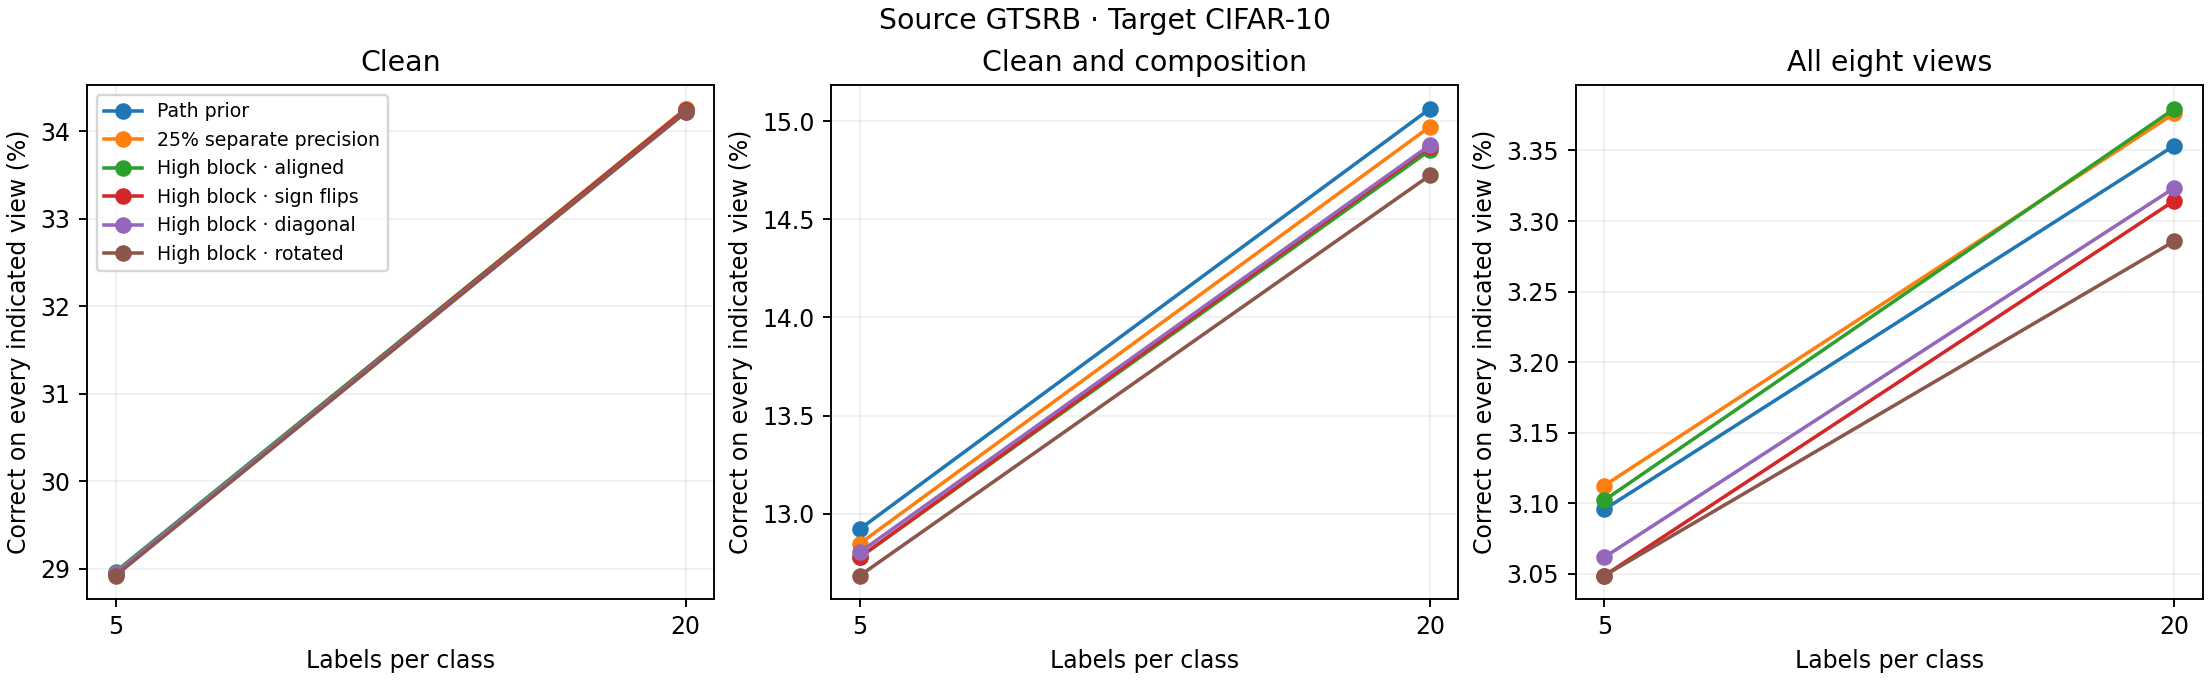 Source GTSRB · Target CIFAR-10
Clean
Correct on every indicated view (%)
34
33
32
31
30
29
Path prior
25% separate precision
High block · aligned
High block · sign flips
High block · diagonal
High block · rotated
5
20
Labels per class
Clean and composition
Correct on every indicated view (%)
15.0
14.5
14.0
13.5
13.0
5
20
Labels per class
All eight views
Correct on every indicated view (%)
3.35
3.30
3.25
3.20
3.15
3.10
3.05
5
20
Labels per class